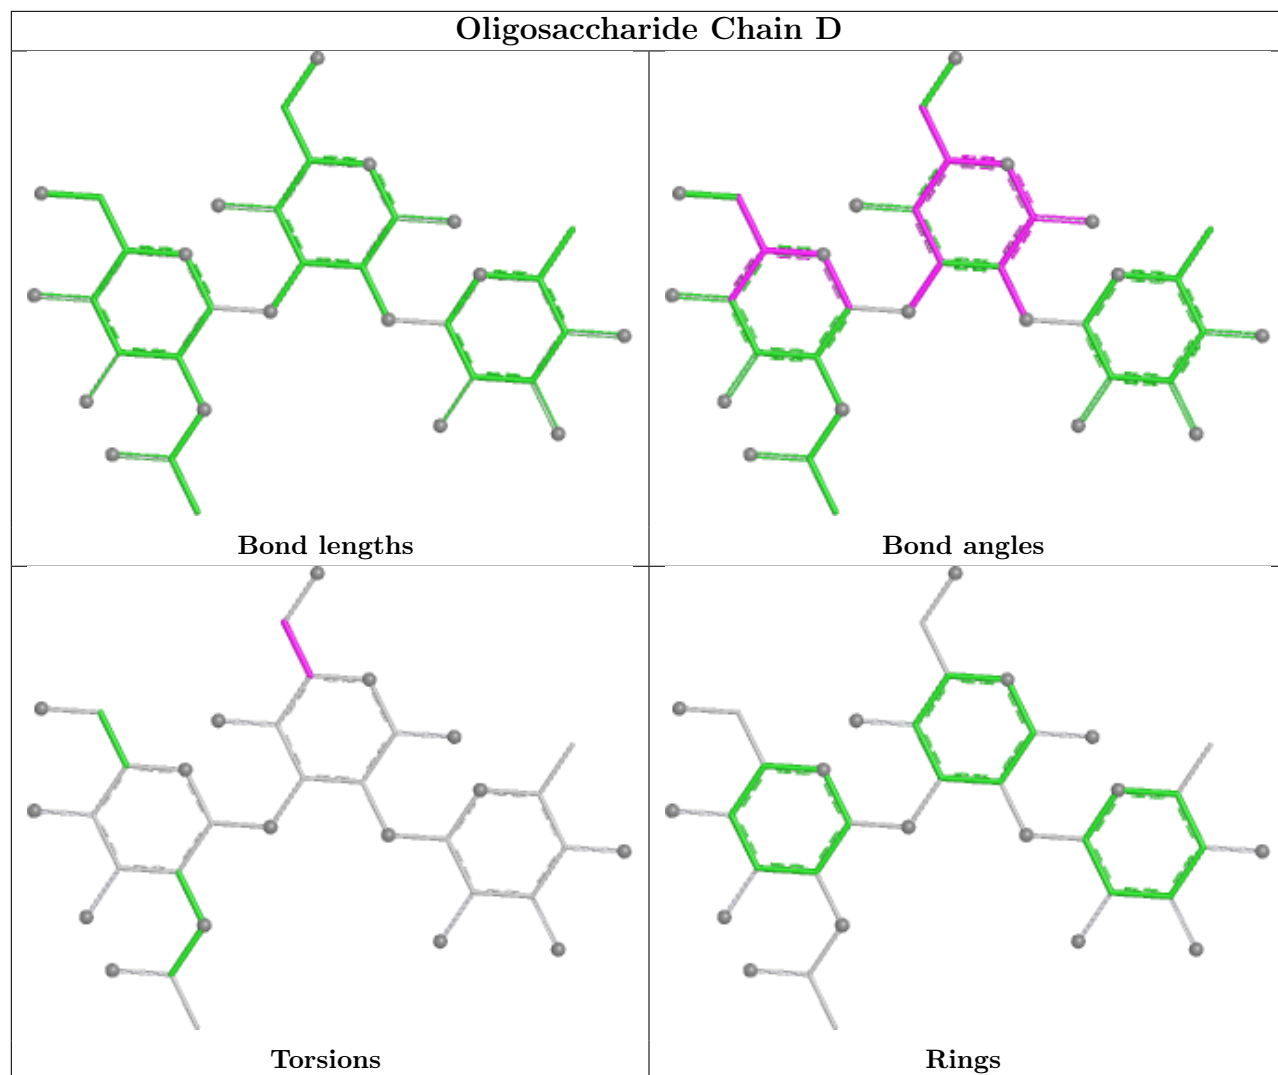 Oligosaccharide Chain D
Bond lengths
Bond angles
Torsions
Rings